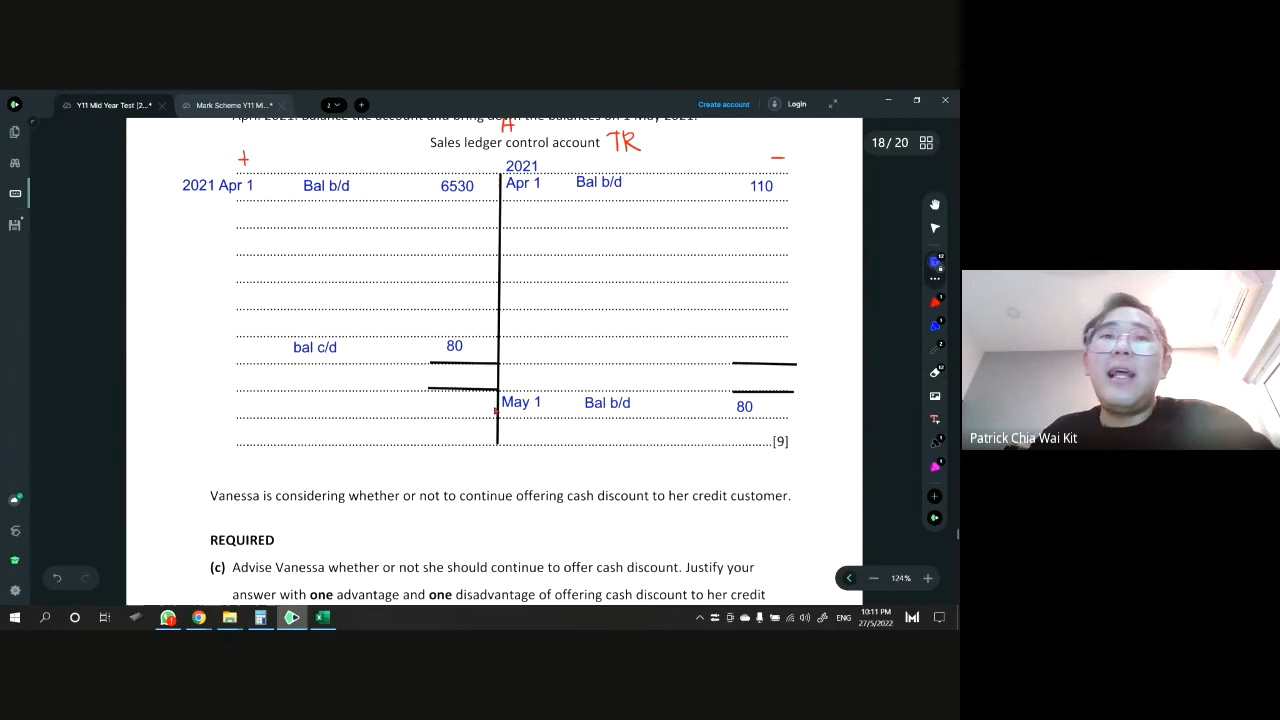 Y11 Mid Year Test [2...*
Mark Scheme Y11 Mi...*
2
Create account
Login
April 2021. Balance the account and bring down the balances on 1 May 2021.
A
Sales ledger control account TR
18 / 20
+
−
2021
2021 Apr 1 Bal b/d 6530 Apr 1 Bal b/d 110
bal c/d 80
May 1 Bal b/d 80
[9]
Vanessa is considering whether or not to continue offering cash discount to her credit customer.
REQUIRED
(c) Advise Vanessa whether or not she should continue to offer cash discount. Justify your
answer with one advantage and one disadvantage of offering cash discount to her credit
124%
ENG
10:11 PM
27/5/2022
Patrick Chia Wai Kit